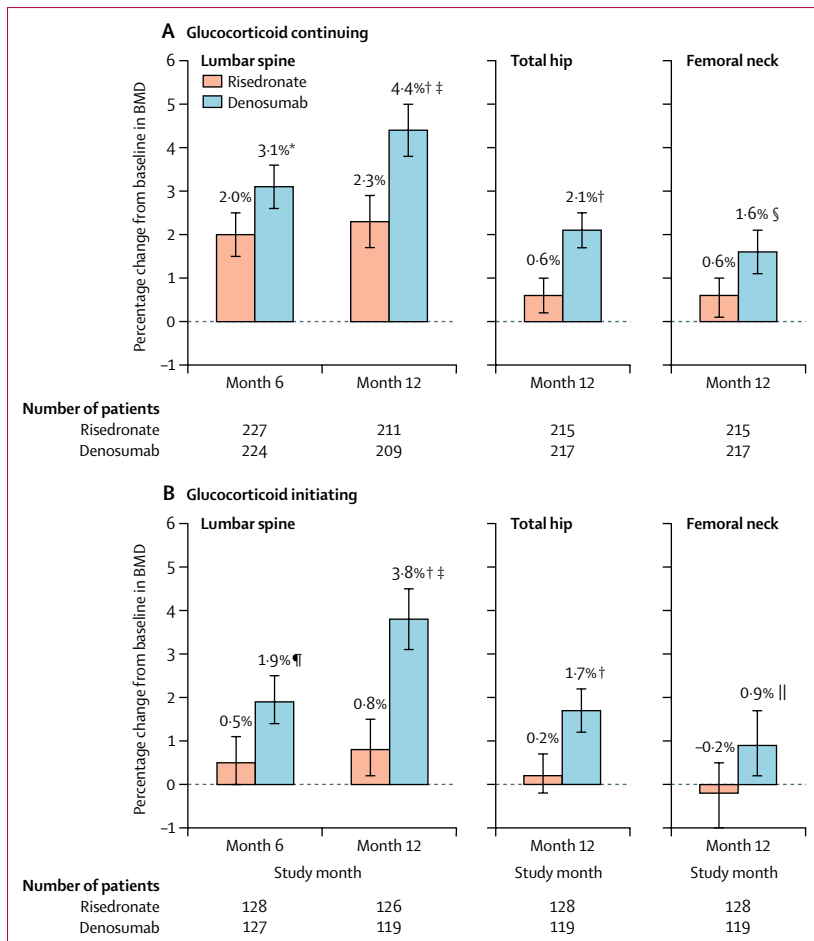 A Glucocorticoid continuing
Percentage change from baseline in BMD
6
5
4
3
2
1
0
–1
Lumbar spine
Risedronate
Denosumab
2·0%
3·1%*
2·3%
4·4%† ‡
Month 6
Month 12
Total hip
0·6%
2·1%†
Month 12
Femoral neck
0·6%
1·6% §
Month 12
Number of patients
Risedronate 227 211 215 215
Denosumab 224 209 217 217
B Glucocorticoid initiating
Percentage change from baseline in BMD
6
5
4
3
2
1
0
–1
Lumbar spine
0·5%
1·9% ¶
0·8%
3·8%† ‡
Month 6
Month 12
Study month
Total hip
0·2%
1·7% †
Month 12
Study month
Femoral neck
–0·2%
0·9% ||
Month 12
Study month
Number of patients
Risedronate 128 126 128 128
Denosumab 127 119 119 119